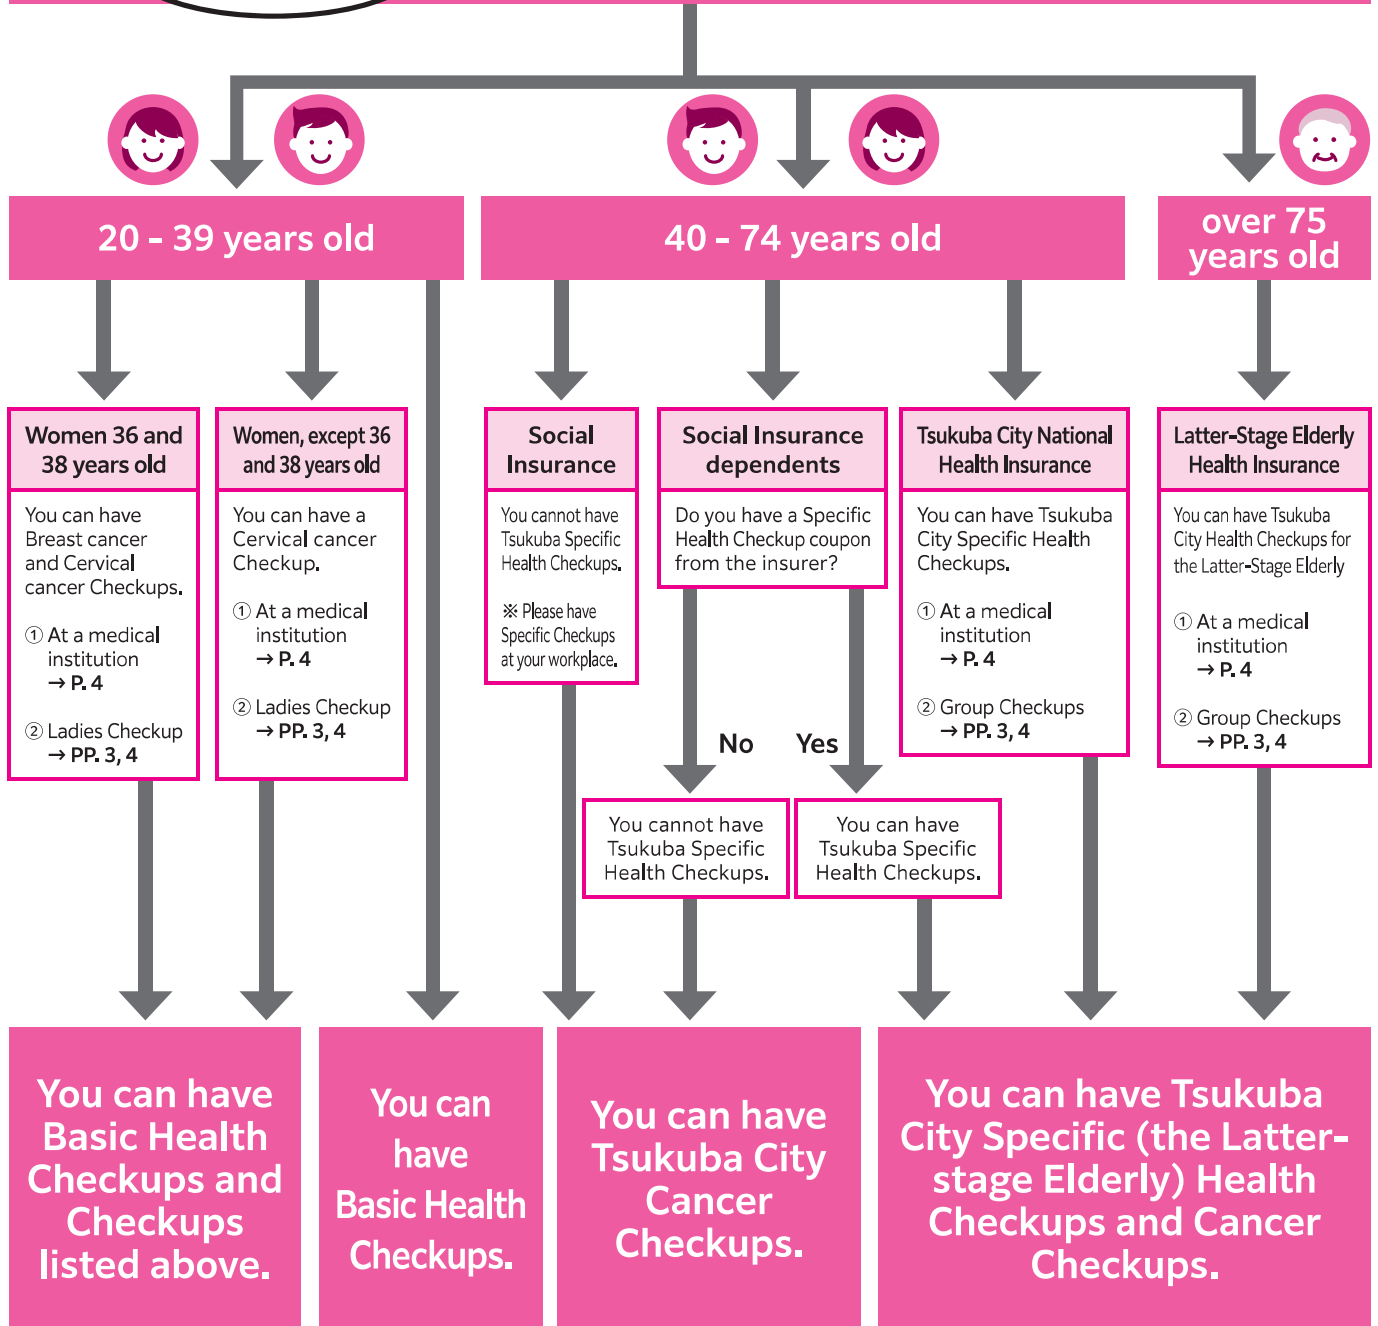 20 - 39 years old
40 - 74 years old
over 75
years old
Women 36 and
38 years old
You can have
Breast cancer
and Cervical
cancer Checkups.
① At a medical
institution
→ P. 4
② Ladies Checkup
→ PP. 3, 4
Women, except 36
and 38 years old
You can have a
Cervical cancer
Checkup.
① At a medical
institution
→ P. 4
② Ladies Checkup
→ PP. 3, 4
Social
Insurance
You cannot have
Tsukuba Specific
Health Checkups.
※ Please have
Specific Checkups
at your workplace.
Social Insurance
dependents
Do you have a Specific
Health Checkup coupon
from the insurer?
No
Yes
You cannot have
Tsukuba Specific
Health Checkups.
You can have
Tsukuba Specific
Health Checkups.
Tsukuba City National
Health Insurance
You can have Tsukuba
City Specific Health
Checkups.
① At a medical
institution
→ P. 4
② Group Checkups
→ PP. 3, 4
Latter-Stage Elderly
Health Insurance
You can have Tsukuba
City Health Checkups for
the Latter-Stage Elderly
① At a medical
institution
→ P. 4
② Group Checkups
→ PP. 3, 4
You can have
Basic Health
Checkups and
Checkups
listed above.
You can
have
Basic Health
Checkups.
You can have
Tsukuba City
Cancer
Checkups.
You can have Tsukuba
City Specific (the Latter-
stage Elderly) Health
Checkups and Cancer
Checkups.